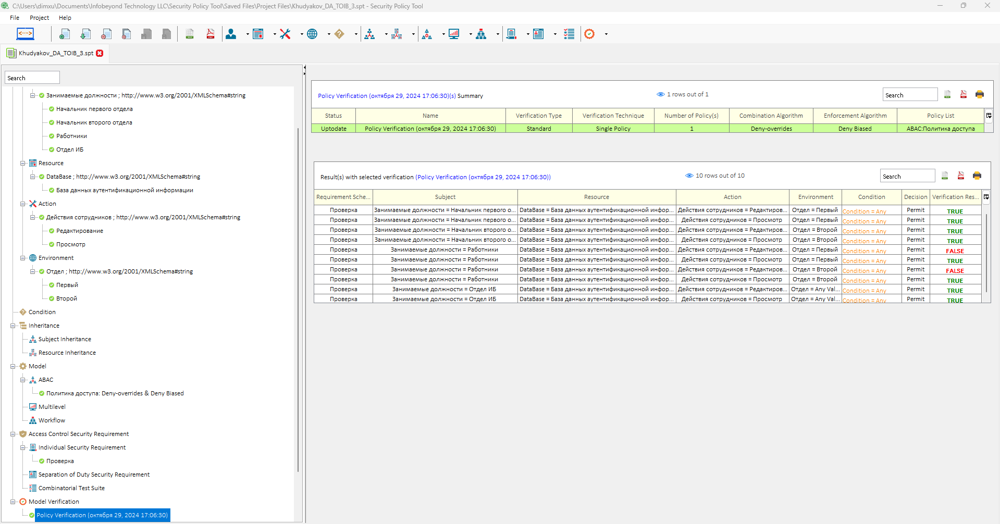 C:\Users\dimxu\Documents\Infobeyond Technology LLC\Security Policy Tool\Saved Files\Project Files\Khudyakov_DA_TOIB_3.spt - Security Policy Tool
File Project Help
Khudyakov_DA_TOIB_3.spt
Search
Занимаемые должности ; http://www.w3.org/2001/XMLSchema#string
Начальник первого отдела
Начальник второго отдела
Работники
Отдел ИБ
Resource
DataBase ; http://www.w3.org/2001/XMLSchema#string
База данных аутентификационной информации
Action
Действия сотрудников ; http://www.w3.org/2001/XMLSchema#string
Редактирование
Просмотр
Environment
Отдел ; http://www.w3.org/2001/XMLSchema#string
Первый
Второй
Condition
Inheritance
Subject Inheritance
Resource Inheritance
Model
ABAC
Политика доступа: Deny-overrides & Deny Biased
Multilevel
Workflow
Access Control Security Requirement
Individual Security Requirement
Проверка
Separation of Duty Security Requirement
Combinatorial Test Suite
Model Verification
Policy Verification (октября 29, 2024 17:06:30)
Policy Verification (октября 29, 2024 17:06:30)(s) Summary 1 rows out of 1 Search
Status Name Verification Type Verification Technique Number of Policy(s) Combination Algorithm Enforcement Algorithm Policy List
Uptodate Policy Verification (октября 29, 2024 17:06:30) Standard Single Policy 1 Deny-overrides Deny Biased ABAC:Политика доступа
Result(s) with selected verification (Policy Verification (октября 29, 2024 17:06:30)) 10 rows out of 10 Search
Requirement Sche... Subject Resource Action Environment Condition Decision Verification Res...
Проверка Занимаемые должности = Начальник первого о... DataBase = База данных аутентификационной инфор... Действия сотрудников = Редактиров... Отдел = Первый Condition = Any Permit TRUE
Проверка Занимаемые должности = Начальник первого о... DataBase = База данных аутентификационной инфор... Действия сотрудников = Просмотр Отдел = Первый Condition = Any Permit TRUE
Проверка Занимаемые должности = Начальник второго о... DataBase = База данных аутентификационной инфор... Действия сотрудников = Редактиров... Отдел = Второй Condition = Any Permit TRUE
Проверка Занимаемые должности = Начальник второго о... DataBase = База данных аутентификационной инфор... Действия сотрудников = Просмотр Отдел = Второй Condition = Any Permit TRUE
Проверка Занимаемые должности = Работники DataBase = База данных аутентификационной инфор... Действия сотрудников = Редактиров... Отдел = Первый Condition = Any Permit FALSE
Проверка Занимаемые должности = Работники DataBase = База данных аутентификационной инфор... Действия сотрудников = Просмотр Отдел = Первый Condition = Any Permit TRUE
Проверка Занимаемые должности = Работники DataBase = База данных аутентификационной инфор... Действия сотрудников = Редактиров... Отдел = Второй Condition = Any Permit FALSE
Проверка Занимаемые должности = Работники DataBase = База данных аутентификационной инфор... Действия сотрудников = Просмотр Отдел = Второй Condition = Any Permit TRUE
Проверка Занимаемые должности = Отдел ИБ DataBase = База данных аутентификационной инфор... Действия сотрудников = Редактиров... Отдел = Any Val... Condition = Any Permit TRUE
Проверка Занимаемые должности = Отдел ИБ DataBase = База данных аутентификационной инфор... Действия сотрудников = Просмотр Отдел = Any Val... Condition = Any Permit TRUE